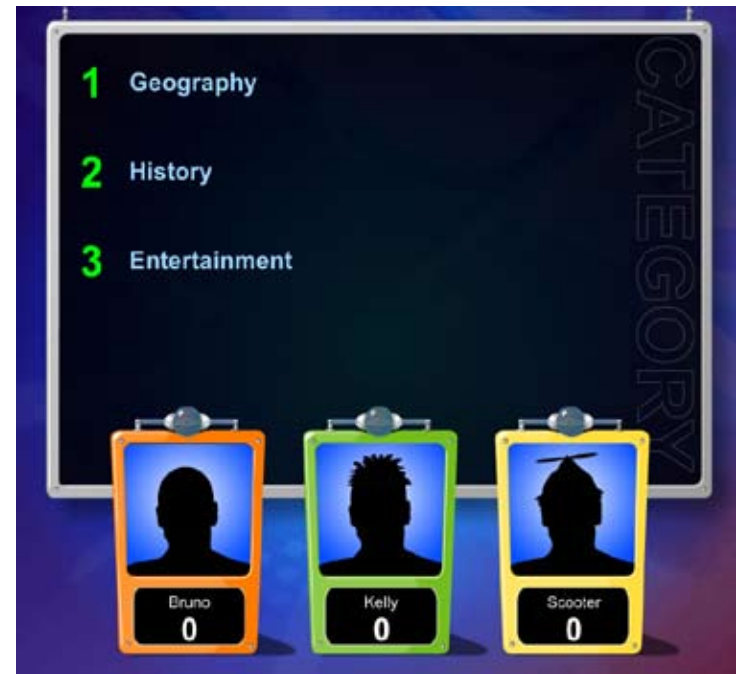 1 Geography
2 History
3 Entertainment
CATEGORY
Bruno
0
Kelly
0
Scooter
0